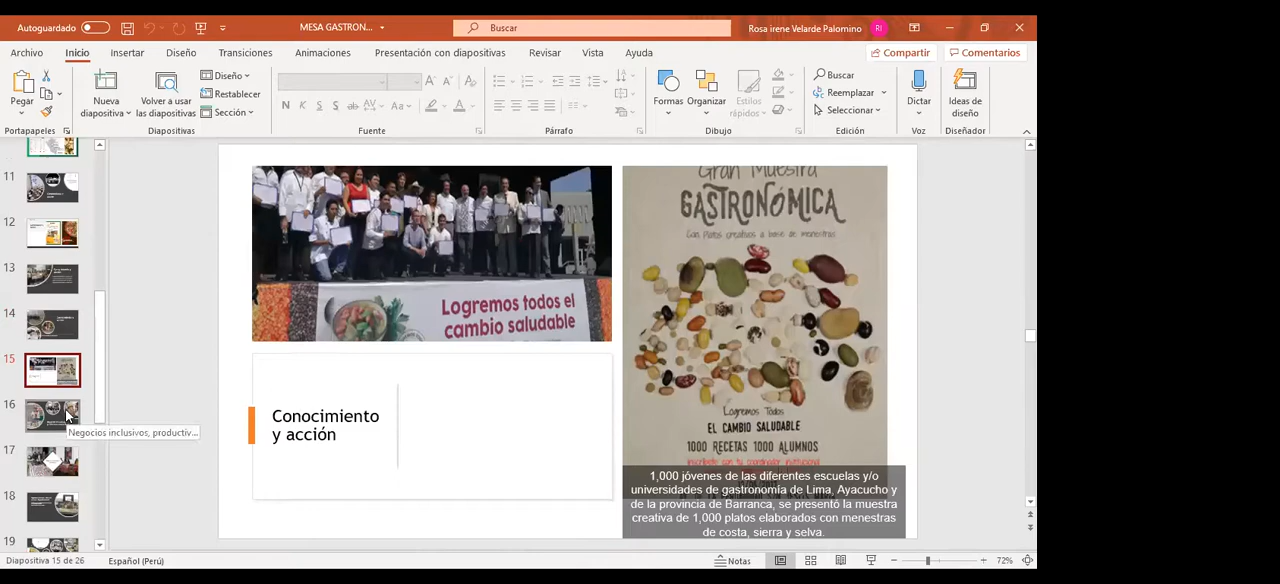 Autoguardado
MESA GASTRON...
Buscar
Rosa irene Velarde Palomino
RI
Archivo
Inicio
Insertar
Diseño
Transiciones
Animaciones
Presentación con diapositivas
Revisar
Vista
Ayuda
Compartir
Comentarios
Pegar
Nueva
diapositiva
Volver a usar
las diapositivas
Diseño
Restablecer
Sección
Formas
Organizar
Estilos
rápidos
Buscar
Reemplazar
Seleccionar
Dictar
Ideas de
diseño
Portapapeles
Diapositivas
Fuente
Párrafo
Dibujo
Edición
Voz
Diseñador
11
12
13
14
15
16
Negocios inclusivos, productiv...
17
18
19
Logremos todos el
cambio saludable
Conocimiento
y acción
Gran Muestra
GASTRONÓMICA
Con platos creativos a base de menestras
Logremos Todos
EL CAMBIO SALUDABLE
1000 RECETAS 1000 ALUMNOS
Inscríbete con tu coordinador institucional
1,000 jóvenes de las diferentes escuelas y/o
universidades de gastronomía de Lima, Ayacucho y
de la provincia de Barranca, se presentó la muestra
creativa de 1,000 platos elaborados con menestras
de costa, sierra y selva.
Diapositiva 15 de 26
Español (Perú)
Notas
72%